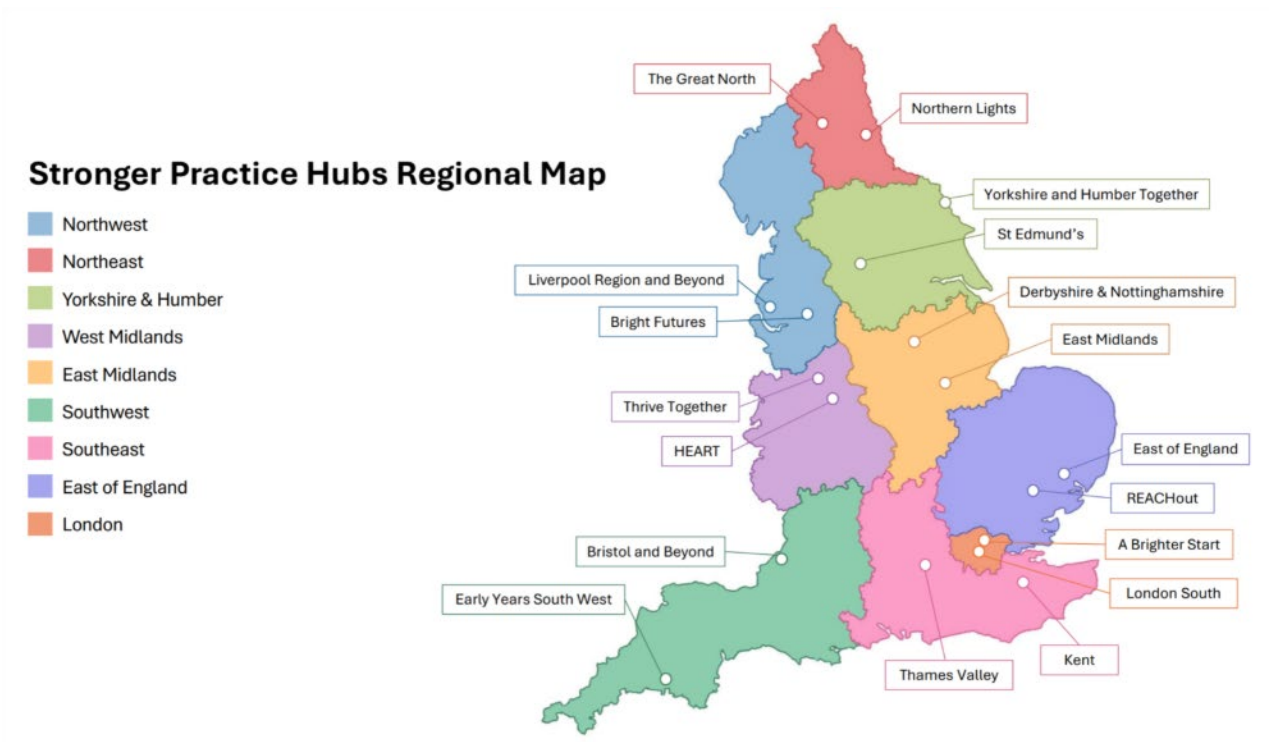 Stronger Practice Hubs Regional Map
Northwest
Northeast
Yorkshire & Humber
West Midlands
East Midlands
Southwest
Southeast
East of England
London
The Great North
Northern Lights
Yorkshire and Humber Together
St Edmund's
Liverpool Region and Beyond
Derbyshire & Nottinghamshire
Bright Futures
East Midlands
Thrive Together
HEART
East of England
REACHout
Bristol and Beyond
A Brighter Start
Early Years South West
London South
Thames Valley
Kent